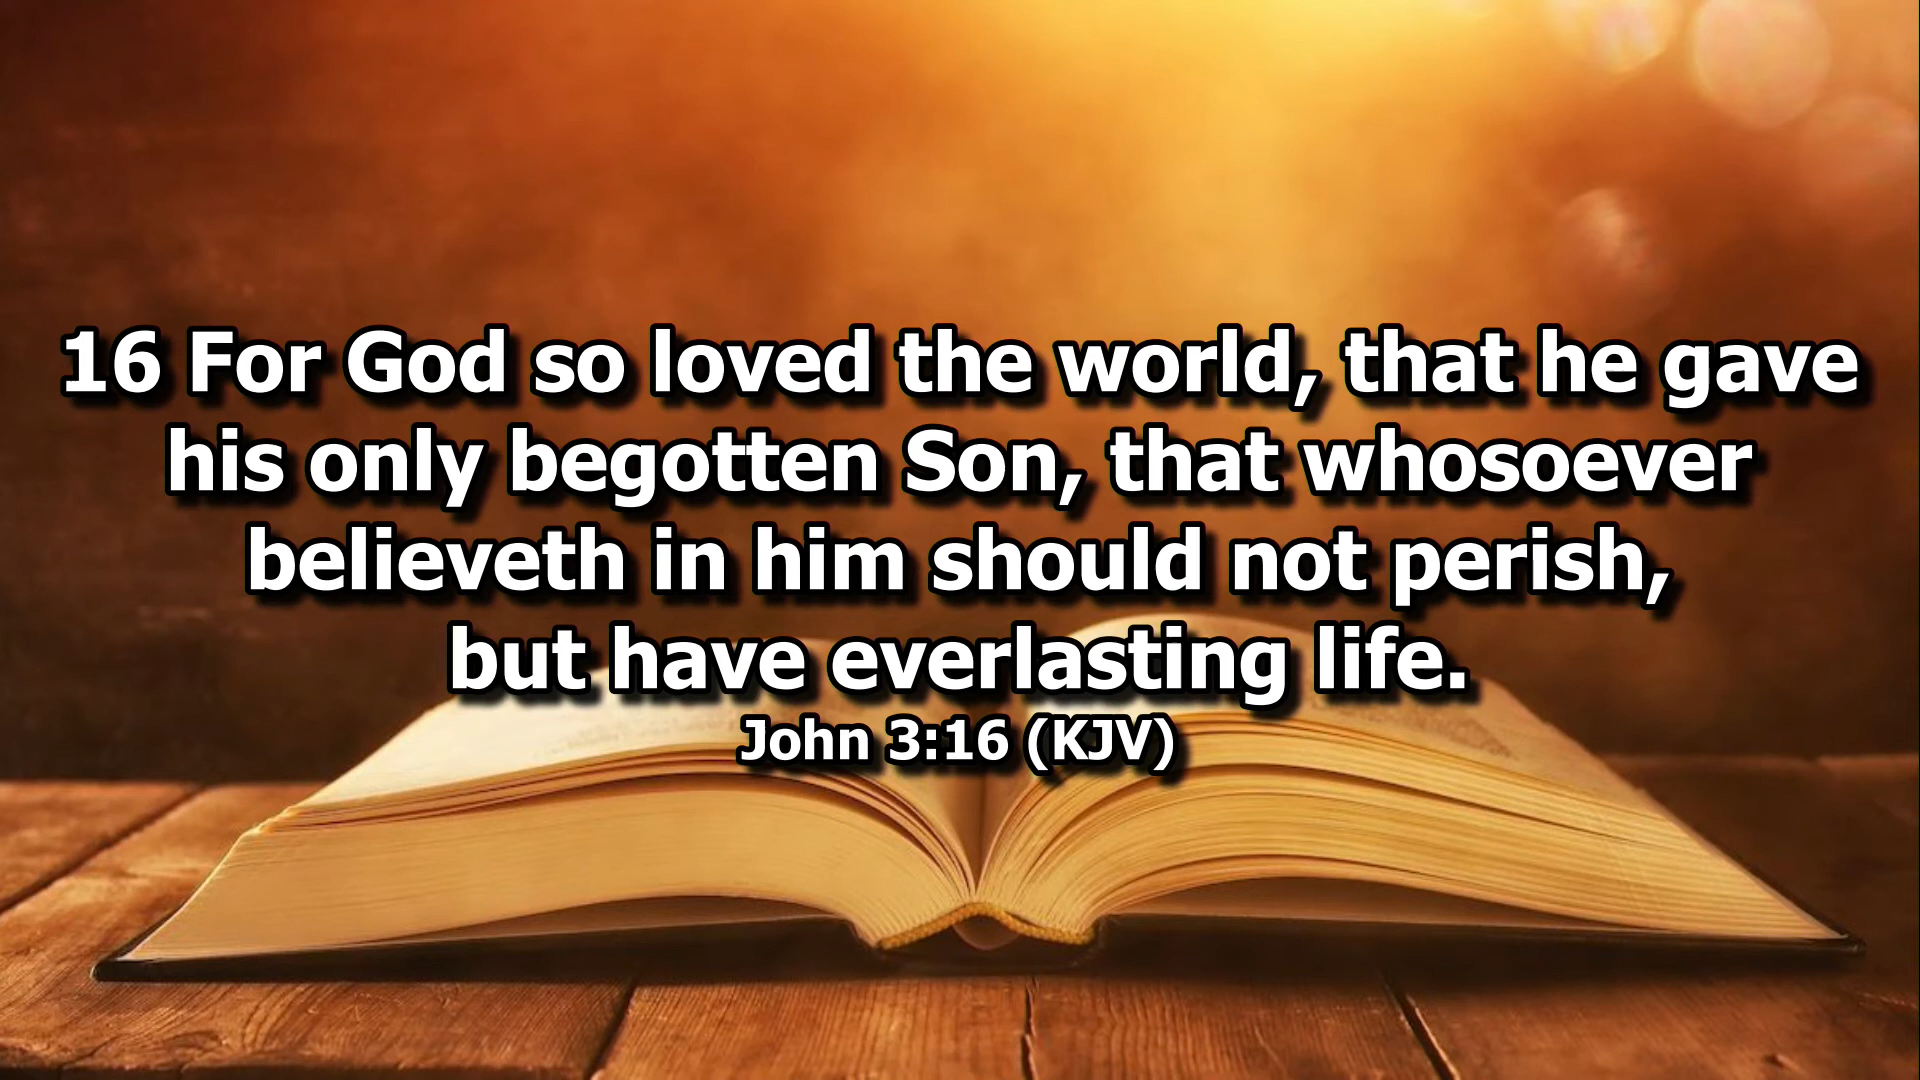 16 For God so loved the world, that he gave
his only begotten Son, that whosoever
believeth in him should not perish,
but have everlasting life.
John 3:16 (KJV)